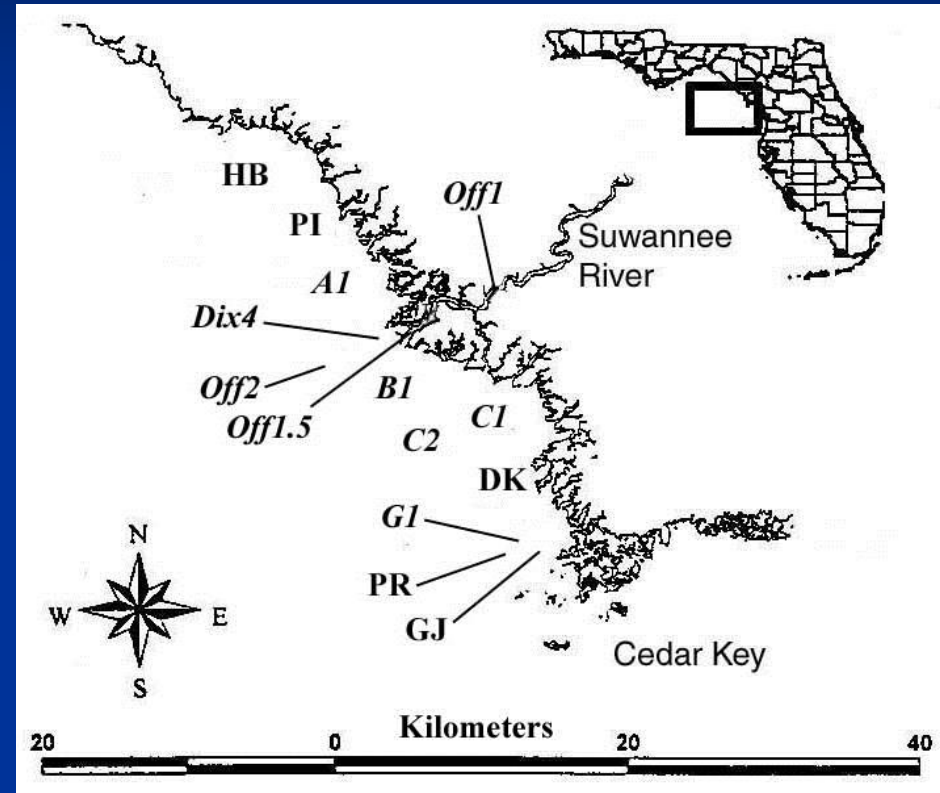 HB
Off1
PI
Suwannee
River
A1
Dix4
Off2
B1
Off1.5
C1
C2
DK
G1
N
PR
W
E
GJ
Cedar Key
S
Kilometers
20 0 20 40